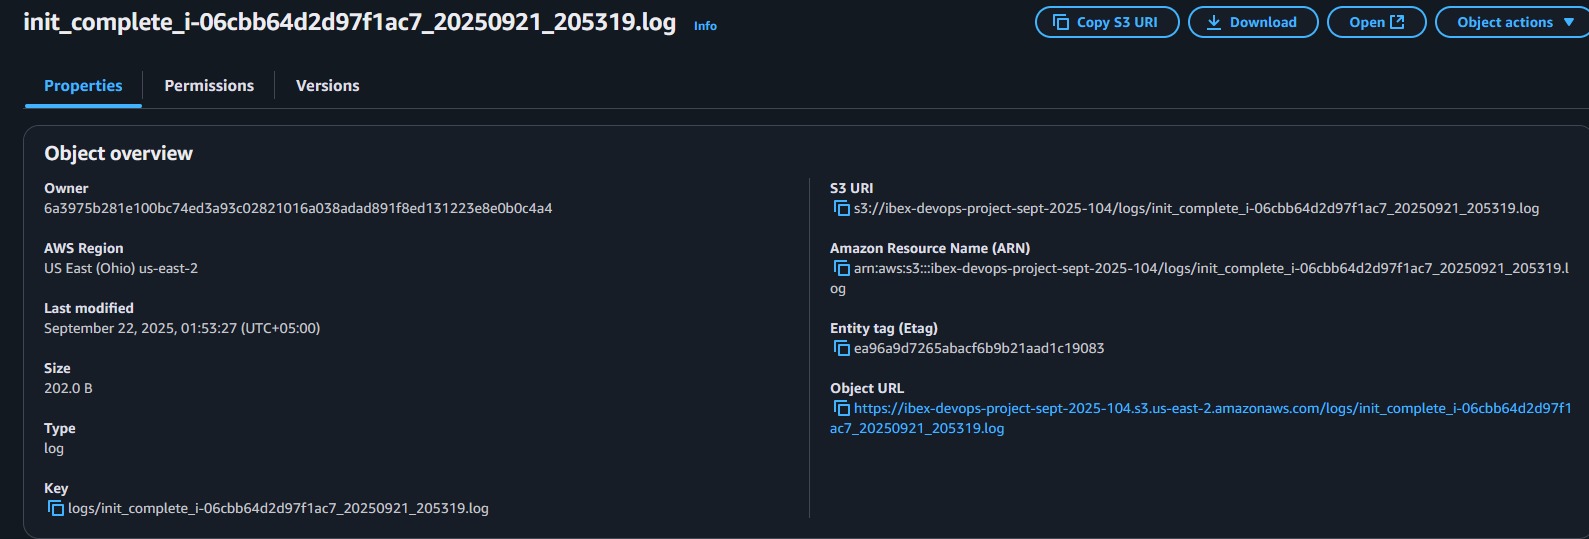 init_complete_i-06cbb64d2d97f1ac7_20250921_205319.log Info
Copy S3 URI
Download
Open
Object actions
Properties
Permissions
Versions
Object overview
Owner
6a3975b281e100bc74ed3a93c02821016a038adad891f8ed131223e8e0b0c4a4
AWS Region
US East (Ohio) us-east-2
Last modified
September 22, 2025, 01:53:27 (UTC+05:00)
Size
202.0 B
Type
log
Key
logs/init_complete_i-06cbb64d2d97f1ac7_20250921_205319.log
S3 URI
s3://ibex-devops-project-sept-2025-104/logs/init_complete_i-06cbb64d2d97f1ac7_20250921_205319.log
Amazon Resource Name (ARN)
arn:aws:s3:::ibex-devops-project-sept-2025-104/logs/init_complete_i-06cbb64d2d97f1ac7_20250921_205319.l
og
Entity tag (Etag)
ea96a9d7265abacf6b9b21aad1c19083
Object URL
https://ibex-devops-project-sept-2025-104.s3.us-east-2.amazonaws.com/logs/init_complete_i-06cbb64d2d97f1
ac7_20250921_205319.log